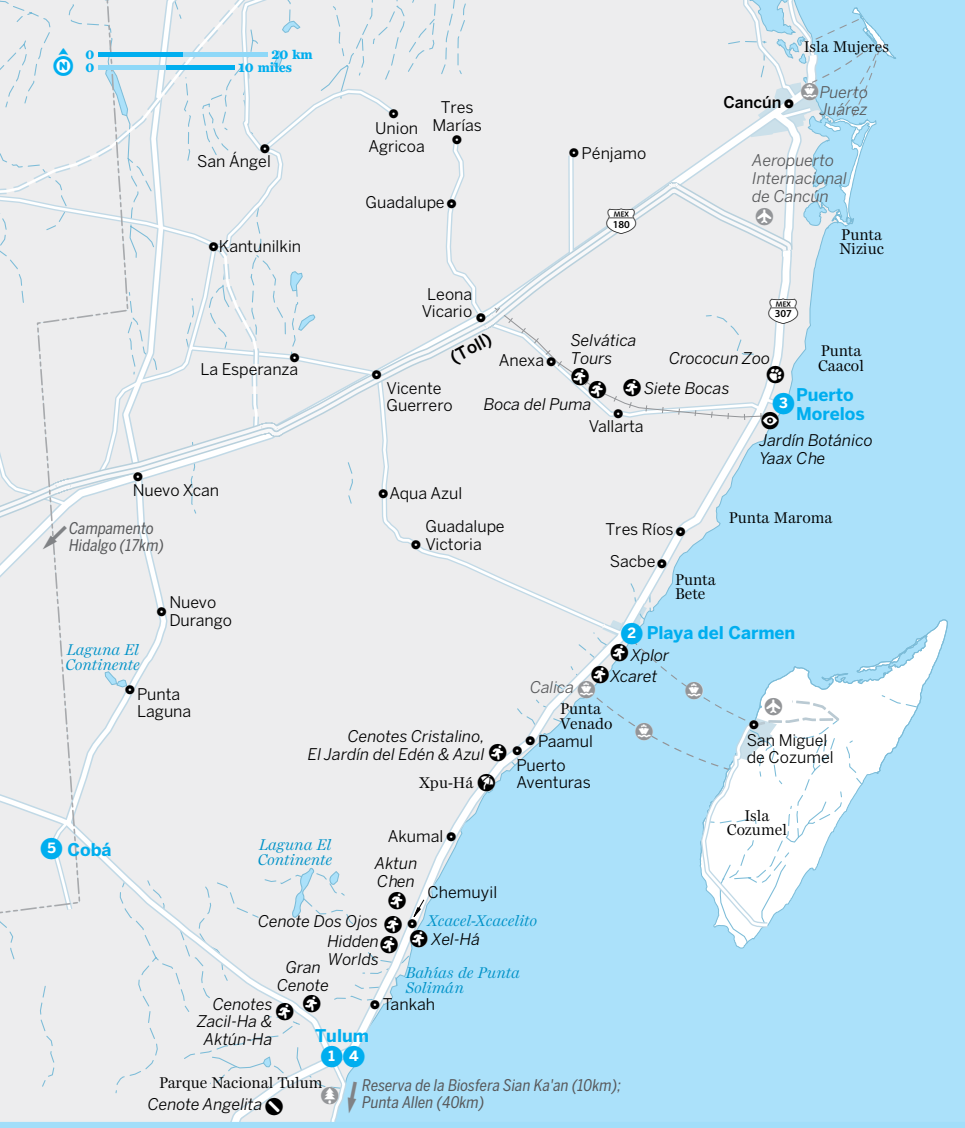 0 20 km
0 10 miles
N
Isla Mujeres
Puerto
Juárez
Cancún
Tres
Marías
Union
Agricoa
San Ángel
Pénjamo
Aeropuerto
Internacional
de Cancún
Guadalupe
MEX
180
Punta
Niziuc
Kantunilkin
Leona
Vicario
MEX
307
(Toll)
Selvática
Tours
Anexa
Crococun Zoo
Punta
Caacol
La Esperanza
Vicente
Guerrero
Siete Bocas
Boca del Puma
3 Puerto
Morelos
Vallarta
Jardín Botánico
Yaax Che
Nuevo Xcan
Aqua Azul
Campamento
Hidalgo (17km)
Guadalupe
Victoria
Tres Ríos
Punta Maroma
Sacbe
Punta
Bete
Nuevo
Durango
2 Playa del Carmen
Laguna El
Continente
Xplor
Xcaret
Calica
Punta
Laguna
Punta
Venado
Cenotes Cristalino,
El Jardín del Edén & Azul
Paamul
San Miguel
de Cozumel
Puerto
Aventuras
Xpu-Há
Isla
Cozumel
Akumal
5 Cobá
Laguna El
Continente
Aktun
Chen
Chemuyil
Cenote Dos Ojos
Xcacel-Xcacelito
Hidden
Worlds
Xel-Há
Gran
Cenote
Bahías de Punta
Solimán
Cenotes
Zacil-Ha &
Aktún-Ha
Tankah
Tulum
1 4
Parque Nacional Tulum
Reserva de la Biosfera Sian Ka'an (10km);
Punta Allen (40km)
Cenote Angelita